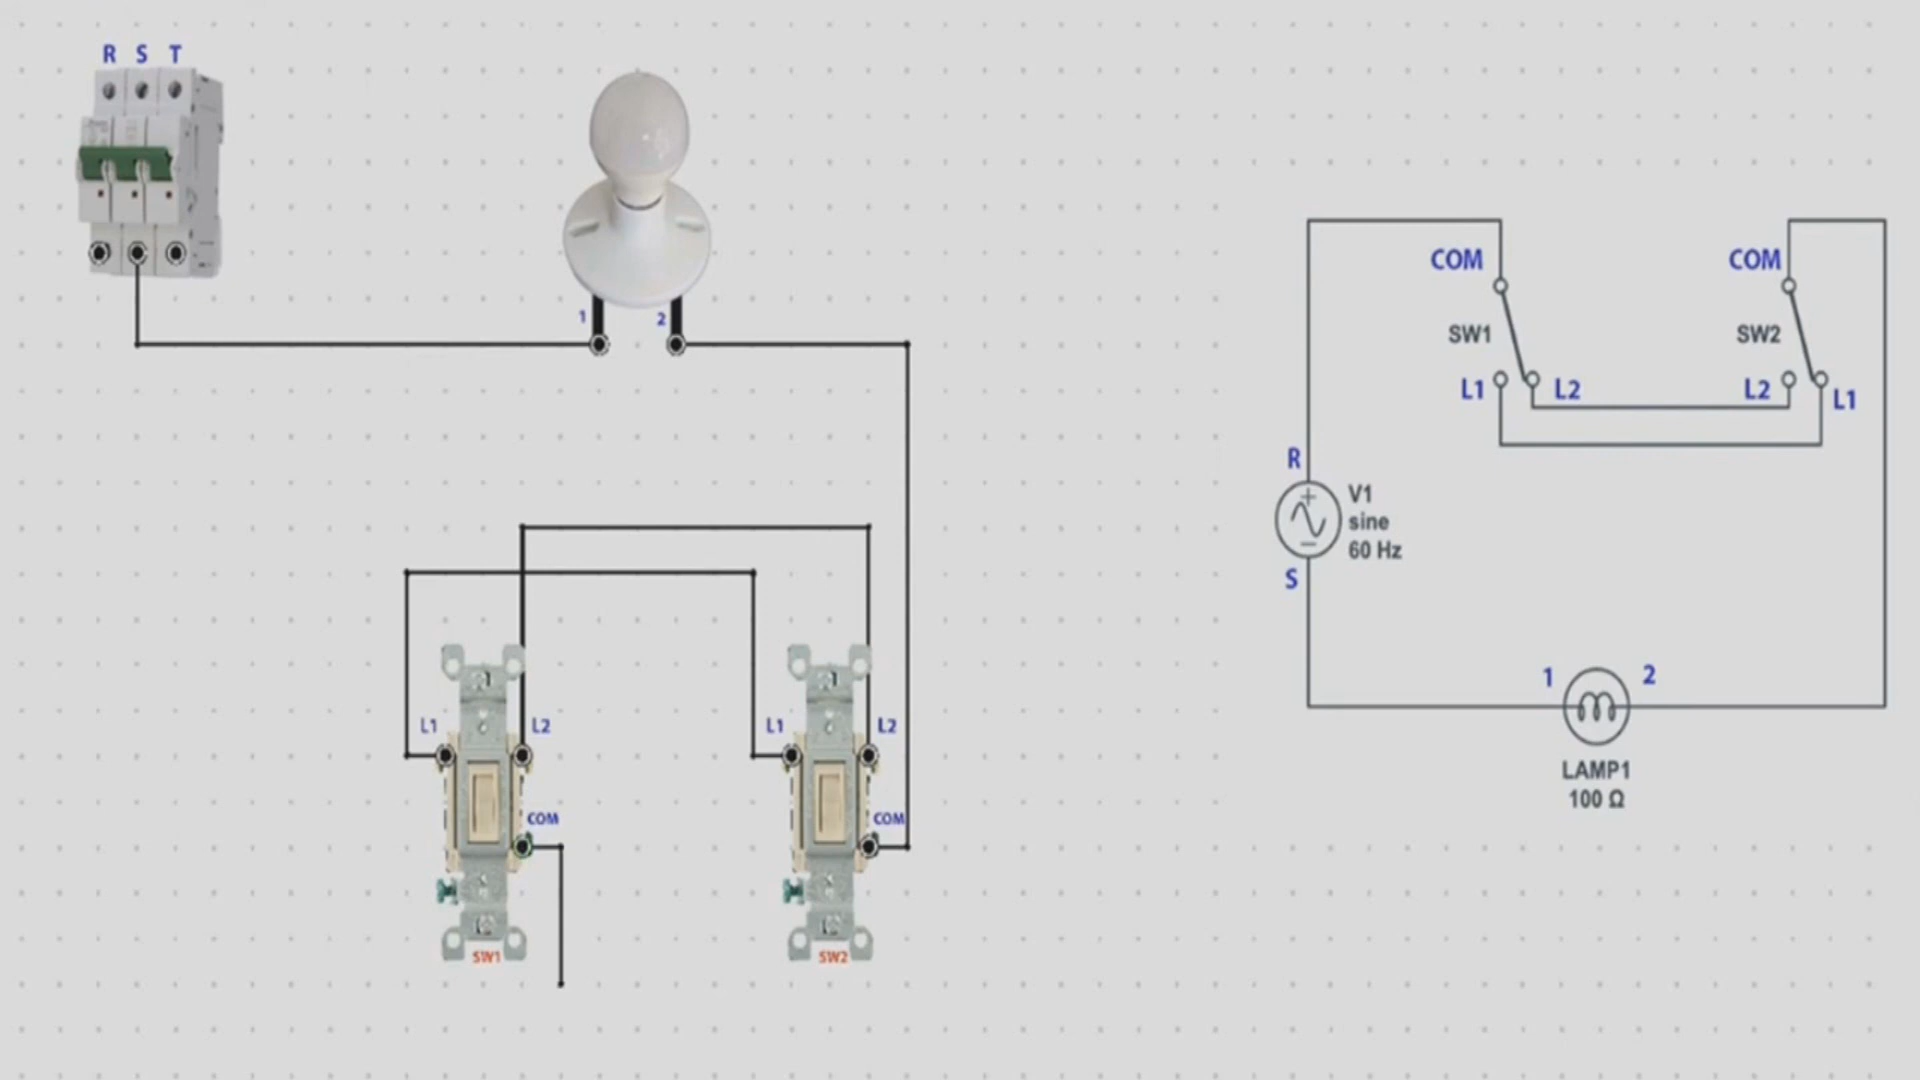 R S T
1
2
L1
L2
COM
SW1
L1
L2
COM
SW2
COM
SW1
L1
L2
COM
SW2
L2
L1
R
V1
sine
60 Hz
S
1
2
LAMP1
100 Ω